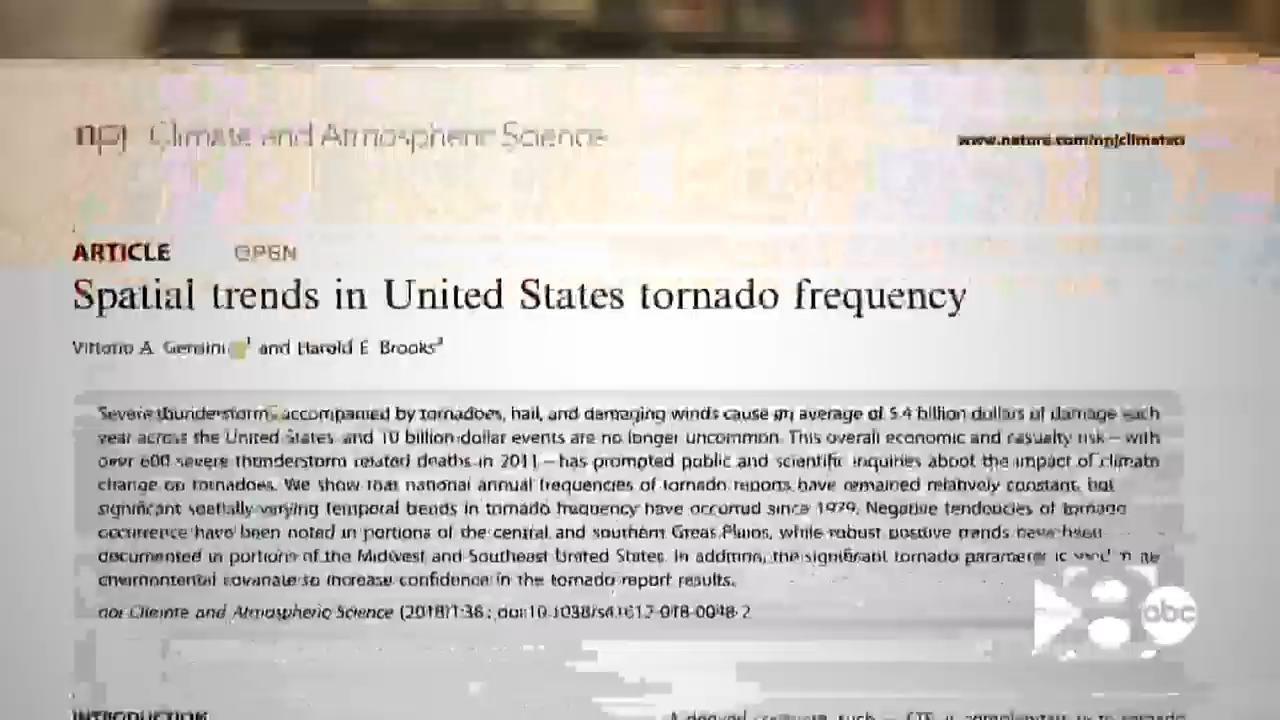 npj Climate and Atmospheric Science
www.nature.com/npjclimatsci
ARTICLE OPEN
Spatial trends in United States tornado frequency
Vittorio A. Gensini 1 and Harold E. Brooks2
Severe thunderstorms accompanied by tornadoes, hail, and damaging winds cause an average of 5.4 billion dollars of damage each
year across the United States and 10 billion-dollar events are no longer uncommon. This overall economic and casualty risk – with
over 600 severe thunderstorm related deaths in 2011 – has prompted public and scientific inquiries about the impact of climate
change on tornadoes. We show that national annual frequencies of tornado reports have remained relatively constant, but
significant spatially-varying temporal trends in tornado frequency have occurred since 1979. Negative tendencies of tornado
occurrence have been noted in portions of the central and southern Great Plains, while robust positive trends have been
documented in portions of the Midwest and Southeast United States. In addition, the significant tornado parameter is used
environmental covariate to increase confidence in the tornado report results.
npj Climate and Atmospheric Science (2018)1:38 ; doi:10.1038/s41612-018-0048-2
8 abc
INTRODUCTION